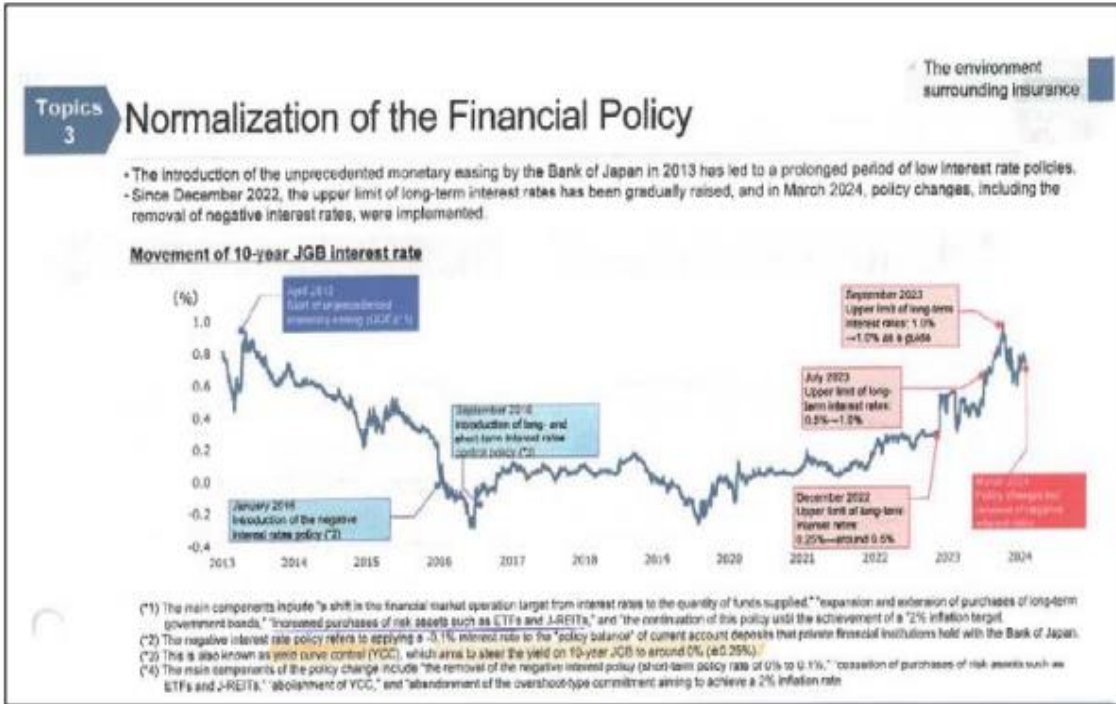 The environment
surrounding insurance
Topics
3
Normalization of the Financial Policy
• The introduction of the unprecedented monetary easing by the Bank of Japan in 2013 has led to a prolonged period of low interest rate policies.
• Since December 2022, the upper limit of long-term interest rates has been gradually raised, and in March 2024, policy changes, including the
removal of negative interest rates, were implemented.
Movement of 10-year JGB interest rate
(%)
1.0
0.8
0.6
0.4
0.2
0.0
-0.2
-0.4
2013 2014 2015 2016 2017 2018 2019 2020 2021 2022 2023 2024
April 2013
Start of unprecedented
monetary easing
January 2016
Introduction of the negative
interest rates policy (*2)
September 2016
Introduction of long- and
short-term interest rates
control policy (*3)
December 2022
Upper limit of long-term
interest rates
0.25%→around 0.5%
July 2023
Upper limit of long-
term interest rates:
0.5%→1.0%
September 2023
Upper limit of long-term
interest rates: 1.0%
→1.0% as a guide
March 2024
Policy changes
removal of negative
interest rates
(*1) The main components include "a shift in the financial market operation target from interest rates to the quantity of funds supplied," "expansion and extension of purchases of long-term
government bonds," "increased purchases of risk assets such as ETFs and J-REITs," and "the continuation of this policy until the achievement of a "2% inflation target.
(*2) The negative interest rate policy refers to applying a -0.1% interest rate to the "policy balance" of current account deposits that private financial institutions hold with the Bank of Japan.
(*3) This is also known as yield curve control (YCC), which aims to steer the yield on 10-year JGB to around 0% (±0.25%).
(*4) The main components of the policy change include "the removal of the negative interest policy (short-term policy rate of 0% to 0.1%," "cessation of purchases of risk assets such as
ETFs and J-REITs," "abolishment of YCC," and "abandonment of the overshoot-type commitment aiming to achieve a 2% inflation rate